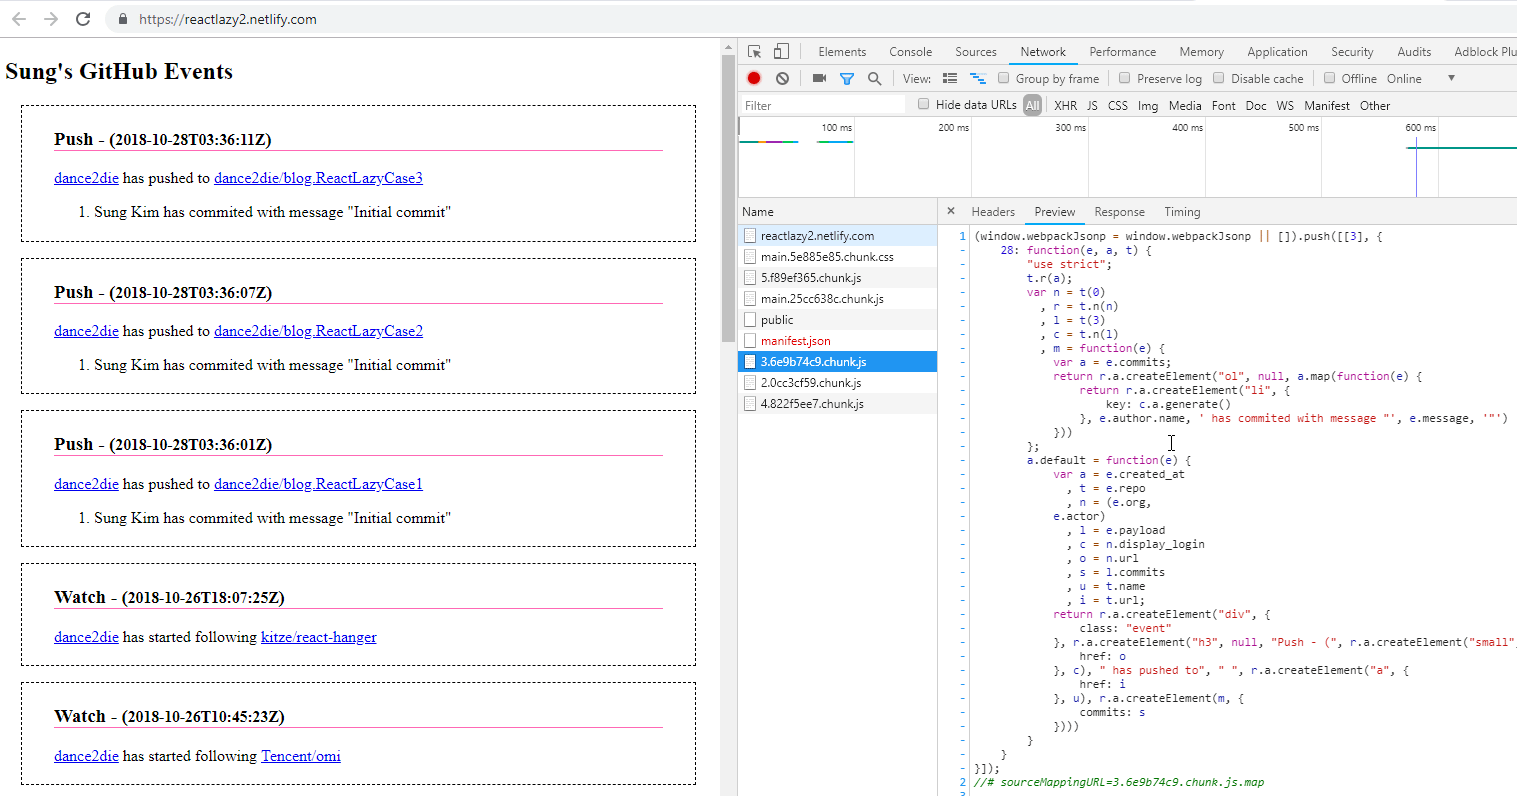 https://reactlazy2.netlify.com
Sung's GitHub Events
Push - (2018-10-28T03:36:11Z)
dance2die has pushed to dance2die/blog.ReactLazyCase3
1. Sung Kim has commited with message "Initial commit"
Push - (2018-10-28T03:36:07Z)
dance2die has pushed to dance2die/blog.ReactLazyCase2
1. Sung Kim has commited with message "Initial commit"
Push - (2018-10-28T03:36:01Z)
dance2die has pushed to dance2die/blog.ReactLazyCase1
1. Sung Kim has commited with message "Initial commit"
Watch - (2018-10-26T18:07:25Z)
dance2die has started following kitze/react-hanger
Watch - (2018-10-26T10:45:23Z)
dance2die has started following Tencent/omi
Elements Console Sources Network Performance Memory Application Security Audits Adblock Plu
View: Group by frame Preserve log Disable cache Offline Online
Filter Hide data URLs All XHR JS CSS Img Media Font Doc WS Manifest Other
100 ms 200 ms 300 ms 400 ms 500 ms 600 ms
Name
reactlazy2.netlify.com
main.5e885e85.chunk.css
5.f89ef365.chunk.js
main.25cc638c.chunk.js
public
manifest.json
3.6e9b74c9.chunk.js
2.0cc3cf59.chunk.js
4.822f5ee7.chunk.js
× Headers Preview Response Timing
1 (window.webpackJsonp = window.webpackJsonp || []).push([[3], {
- 28: function(e, a, t) {
- "use strict";
- t.r(a);
- var n = t(0)
- , r = t.n(n)
- , l = t(3)
- , c = t.n(l)
- , m = function(e) {
- var a = e.commits;
- return r.a.createElement("ol", null, a.map(function(e) {
- return r.a.createElement("li", {
- key: c.a.generate()
- }, e.author.name, ' has commited with message "', e.message, '"')
- }))
- };
- a.default = function(e) {
- var a = e.created_at
- , t = e.repo
- , n = (e.org,
- e.actor)
- , l = e.payload
- , c = n.display_login
- , o = n.url
- , s = l.commits
- , u = t.name
- , i = t.url;
- return r.a.createElement("div", {
- class: "event"
- }, r.a.createElement("h3", null, "Push - (", r.a.createElement("small",
- href: o
- }, c), " has pushed to", " ", r.a.createElement("a", {
- href: i
- }, u), r.a.createElement(m, {
- commits: s
- })))
- }
- }
- }]);
2 //# sourceMappingURL=3.6e9b74c9.chunk.js.map